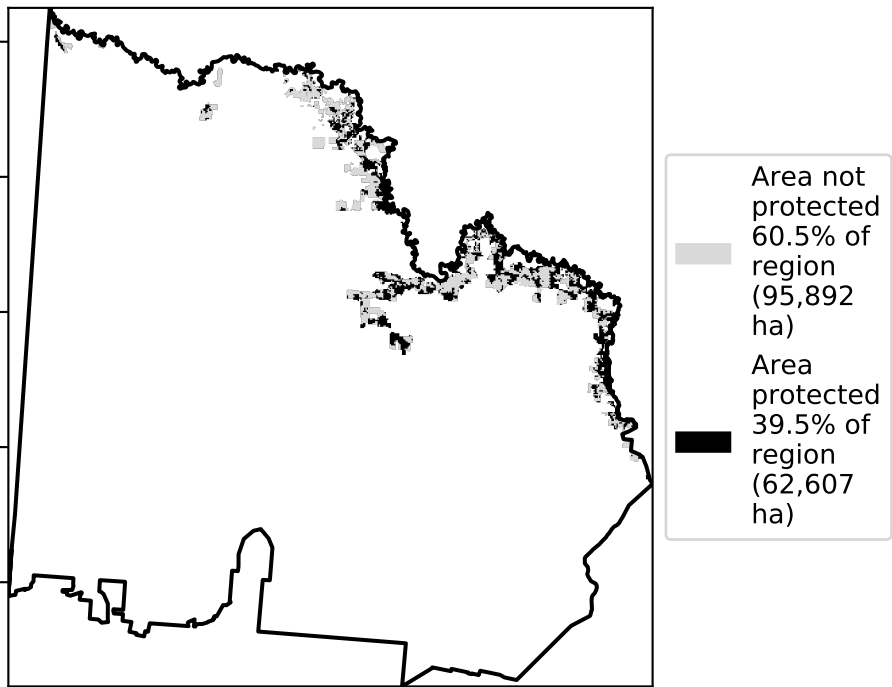 Area not
protected
60.5% of
region
(95,892
ha)
Area
protected
39.5% of
region
(62,607
ha)